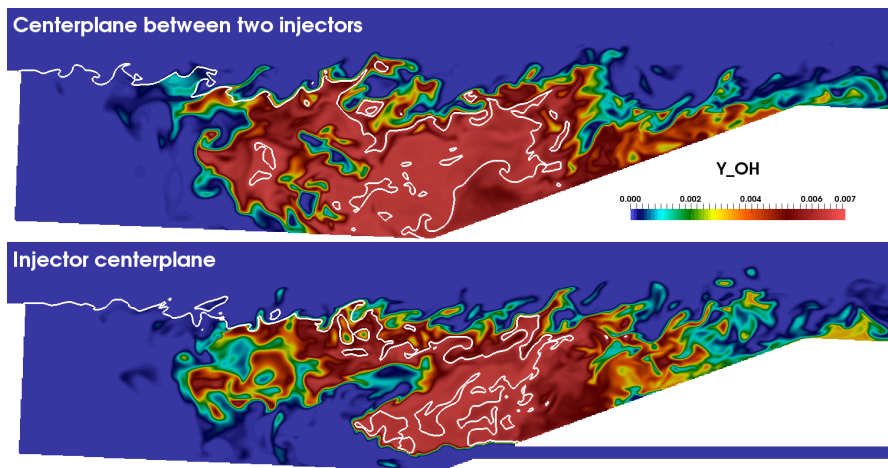 Centerplane between two injectors
Y_OH
0.000 0.002 0.004 0.006 0.007
Injector centerplane